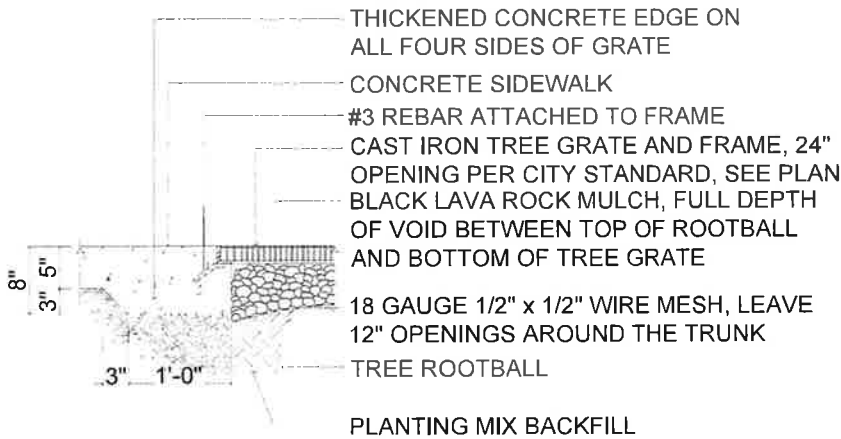 THICKENED CONCRETE EDGE ON
ALL FOUR SIDES OF GRATE
CONCRETE SIDEWALK
#3 REBAR ATTACHED TO FRAME
CAST IRON TREE GRATE AND FRAME, 24"
OPENING PER CITY STANDARD, SEE PLAN
BLACK LAVA ROCK MULCH, FULL DEPTH
OF VOID BETWEEN TOP OF ROOTBALL
AND BOTTOM OF TREE GRATE
8"
5"
3"
18 GAUGE 1/2" x 1/2" WIRE MESH, LEAVE
12" OPENINGS AROUND THE TRUNK
TREE ROOTBALL
3" 1'-0"
PLANTING MIX BACKFILL